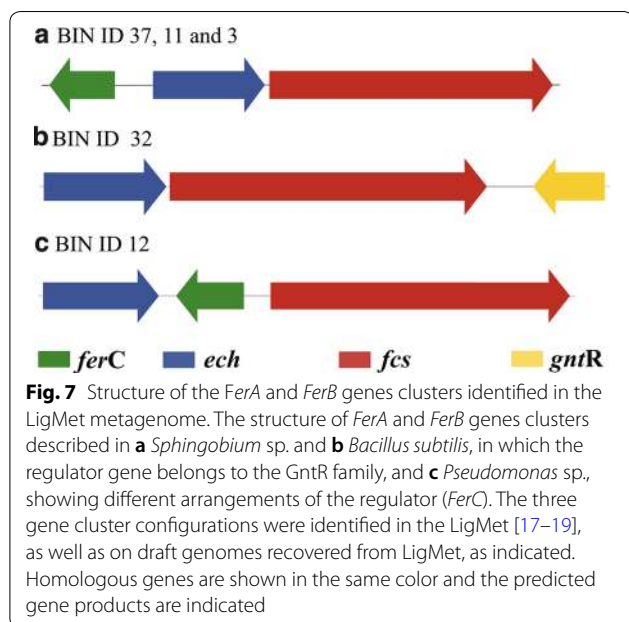 a BIN ID 37, 11 and 3
b BIN ID 32
c BIN ID 12
ferC ech fcs gntR
Fig. 7 Structure of the FerA and FerB genes clusters identified in the
LigMet metagenome. The structure of FerA and FerB genes clusters
described in a Sphingobium sp. and b Bacillus subtilis, in which the
regulator gene belongs to the GntR family, and c Pseudomonas sp.,
showing different arrangements of the regulator (FerC). The three
gene cluster configurations were identified in the LigMet [17–19],
as well as on draft genomes recovered from LigMet, as indicated.
Homologous genes are shown in the same color and the predicted
gene products are indicated